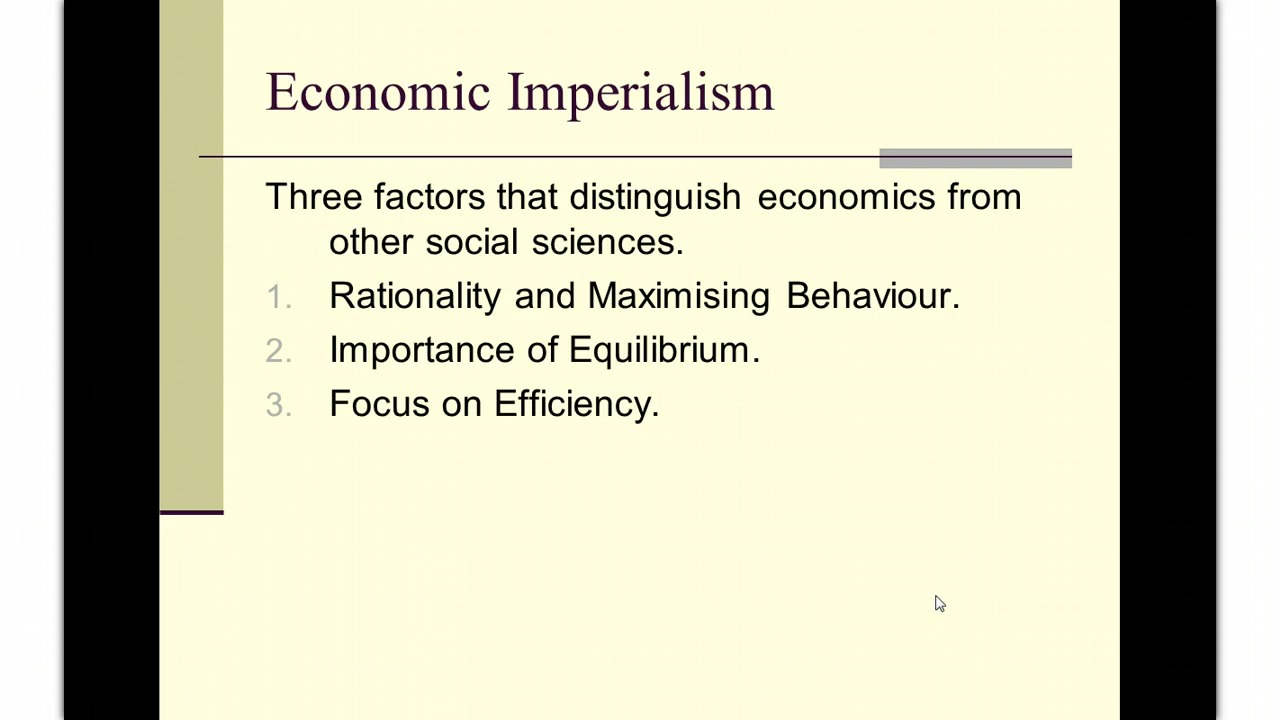 Economic Imperialism
Three factors that distinguish economics from
other social sciences.
1. Rationality and Maximising Behaviour.
2. Importance of Equilibrium.
3. Focus on Efficiency.